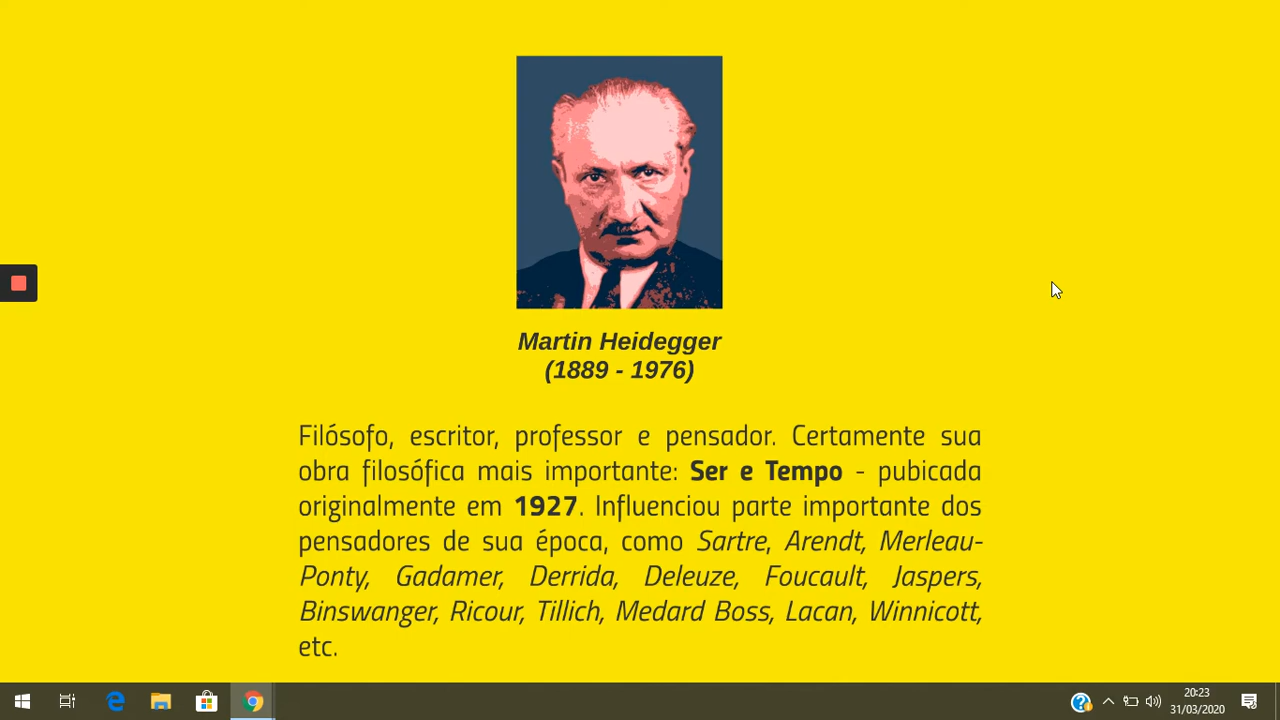 Martin Heidegger
(1889 - 1976)
Filósofo, escritor, professor e pensador. Certamente sua
obra filosófica mais importante: Ser e Tempo - pubicada
originalmente em 1927. Influenciou parte importante dos
pensadores de sua época, como Sartre, Arendt, Merleau-
Ponty, Gadamer, Derrida, Deleuze, Foucault, Jaspers,
Binswanger, Ricour, Tillich, Medard Boss, Lacan, Winnicott,
etc.
20:23
31/03/2020